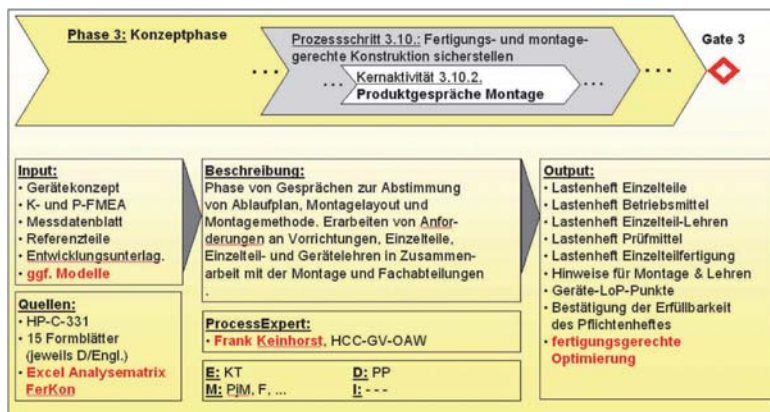 Phase 3: Konzeptphase
Prozessschritt 3.10.: Fertigungs- und montage-
gerechte Konstruktion sicherstellen
Gate 3
...
...
...
Kernaktivität 3.10.2.
...
Produktgespräche Montage
Input:
• Gerätekonzept
• K- und P-FMEA
• Messdatenblatt
• Referenzteile
• Entwicklungsunterlag.
• ggf. Modelle
Quellen:
• HP-C-331
• 15 Formblätter
(jeweils D/Engl.)
• Excel Analysematrix
FerKon
Beschreibung:
Phase von Gesprächen zur Abstimmung
von Ablaufplan, Montagelayout und
Montagemethode. Erarbeiten von Anfor-
derungen an Vorrichtungen, Einzelteile,
Einzelteil- und Gerätelehren in Zusammen-
arbeit mit der Montage und Fachabteilungen
.
ProcessExpert:
• Frank Keinhorst, HCC-GV-OAW
E: KT D: PP
M: PjM, F, ... I: - - -
Output:
• Lastenheft Einzelteile
• Lastenheft Betriebsmittel
• Lastenheft Einzelteil-Lehren
• Lastenheft Prüfmittel
• Lastenheft Einzelteilfertigung
• Hinweise für Montage & Lehren
• Geräte-LoP-Punkte
• Bestätigung der Erfüllbarkeit
des Pflichtenheftes
• fertigungsgerechte
Optimierung